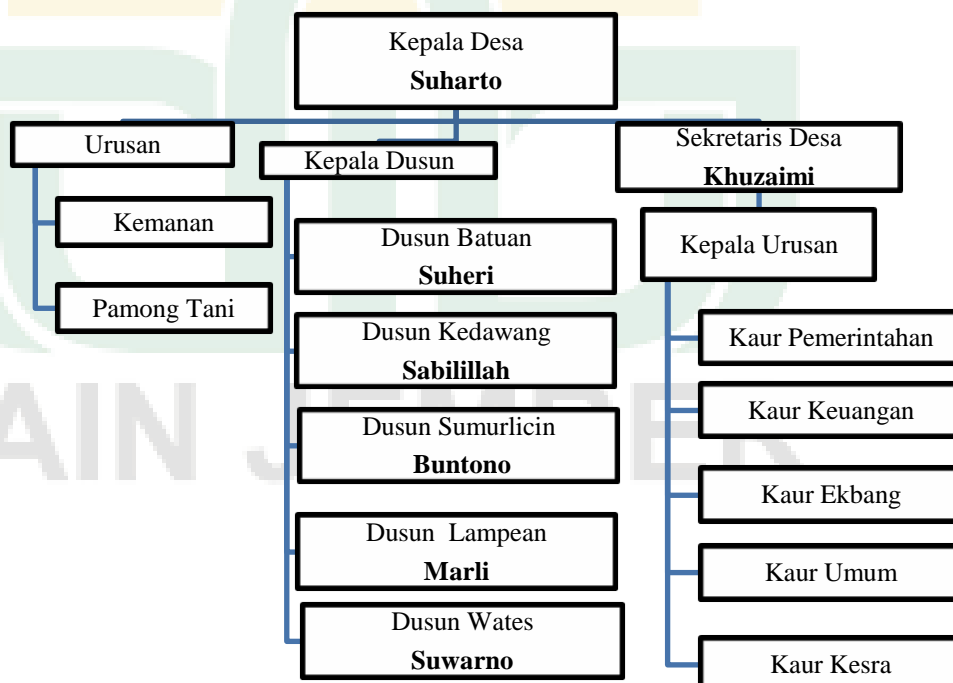 Kepala Desa
Suharto
Urusan
Kemanan
Pamong Tani
Kepala Dusun
Dusun Batuan
Suheri
Dusun Kedawang
Sabilillah
Dusun Sumurlicin
Buntono
Dusun Lampean
Marli
Dusun Wates
Suwarno
Sekretaris Desa
Khuzaimi
Kepala Urusan
Kaur Pemerintahan
Kaur Keuangan
Kaur Ekbang
Kaur Umum
Kaur Kesra
AIN JEMBER